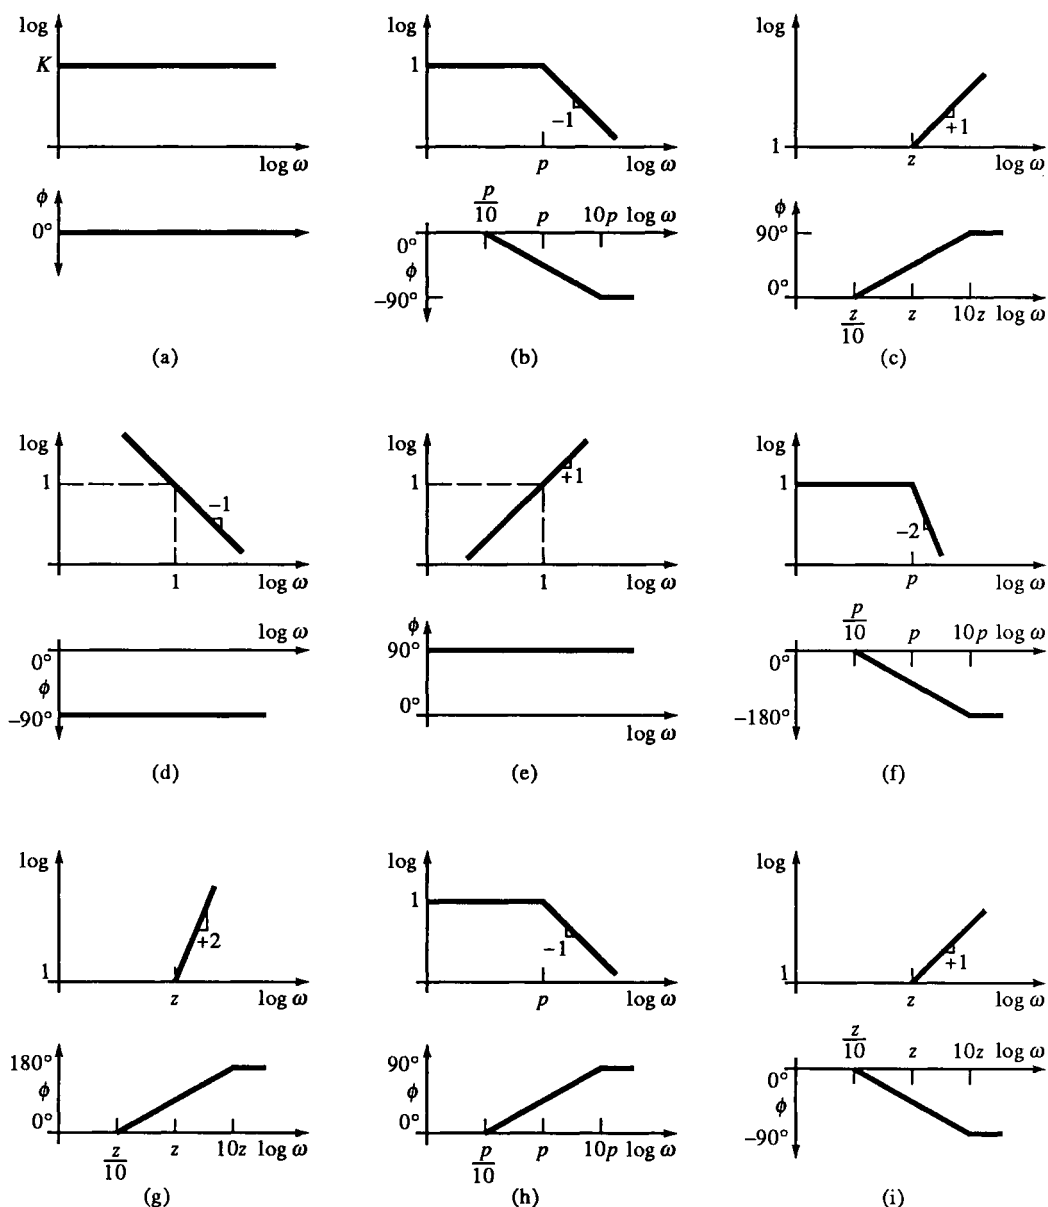 log
K
log ω
ϕ
0°
(a)
log
1
−1
p
log ω
p/10 p 10p log ω
0°
ϕ
−90°
(b)
log
1
+1
z
log ω
ϕ
90°
0°
z/10 z 10z log ω
(c)
log
1
−1
1
log ω
log ω
0°
ϕ
−90°
(d)
log
1
+1
1
log ω
ϕ
90°
0°
log ω
(e)
log
1
−2
p
log ω
p/10 p 10p log ω
0°
ϕ
−180°
(f)
log
+2
1
z
log ω
180°
ϕ
0°
z/10 z 10z log ω
(g)
log
1
−1
p
log ω
90°
ϕ
0°
p/10 p 10p log ω
(h)
log
+1
1
z
log ω
z/10 z 10z log ω
0°
ϕ
−90°
(i)